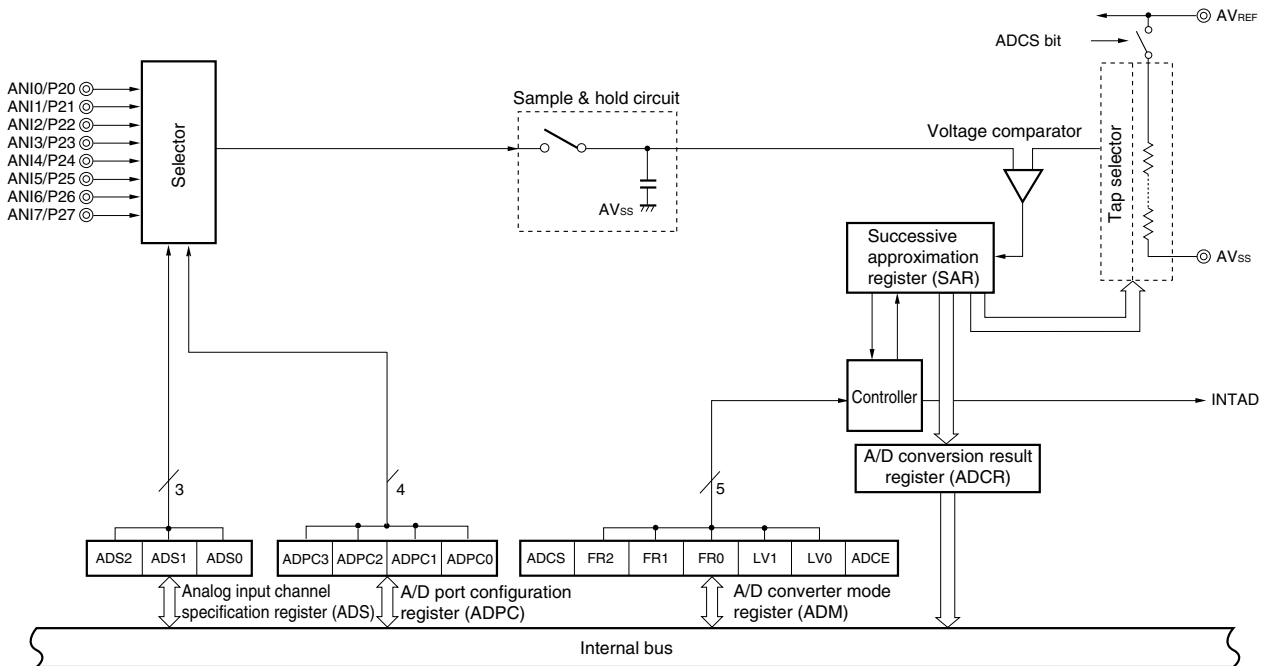 AVREF
ADCS bit
ANI0/P20
ANI1/P21
ANI2/P22
ANI3/P23
ANI4/P24
ANI5/P25
ANI6/P26
ANI7/P27
Selector
Sample & hold circuit
AVSS
Voltage comparator
Tap selector
AVSS
Successive
approximation
register (SAR)
Controller
INTAD
A/D conversion result
register (ADCR)
3
4
5
ADS2 ADS1 ADS0
ADPC3 ADPC2 ADPC1 ADPC0
ADCS FR2 FR1 FR0 LV1 LV0 ADCE
Analog input channel
specification register (ADS)
A/D port configuration
register (ADPC)
A/D converter mode
register (ADM)
Internal bus